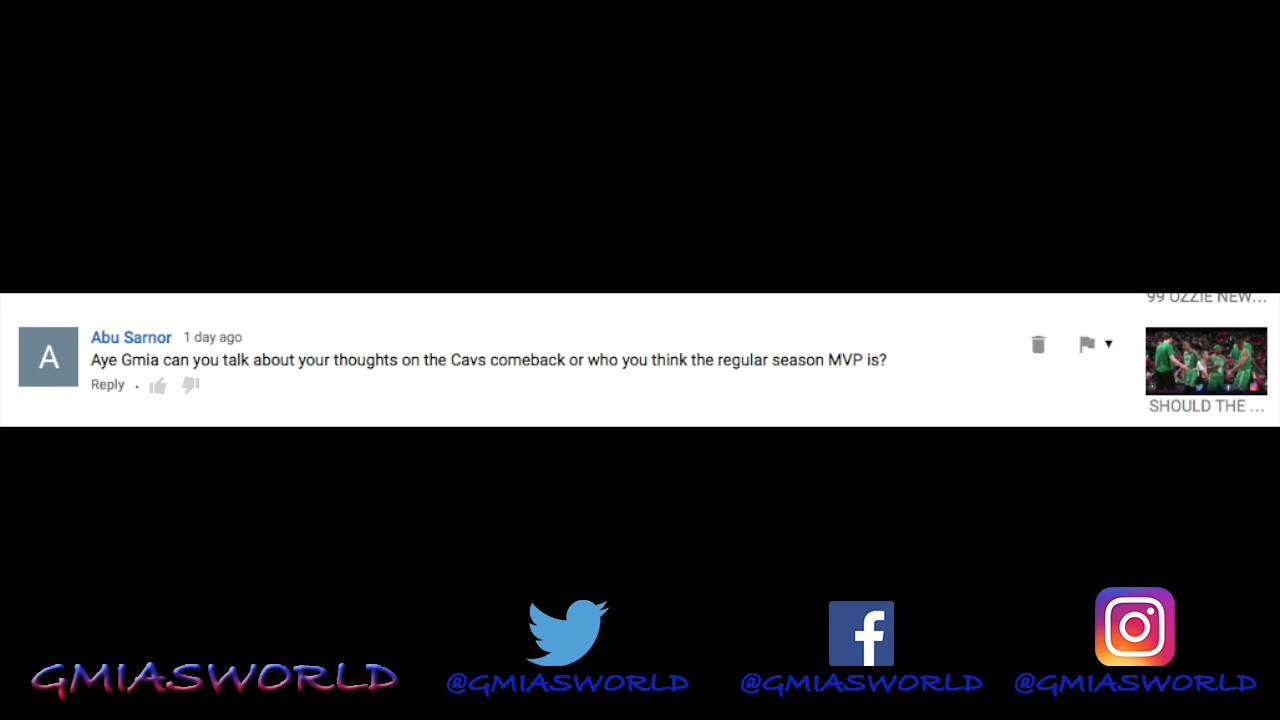 99 OZZIE NEW...
A
Abu Sarnor 1 day ago
Aye Gmia can you talk about your thoughts on the Cavs comeback or who you think the regular season MVP is?
Reply
SHOULD THE ...
GMIASWORLD
@GMIASWORLD
@GMIASWORLD
@GMIASWORLD